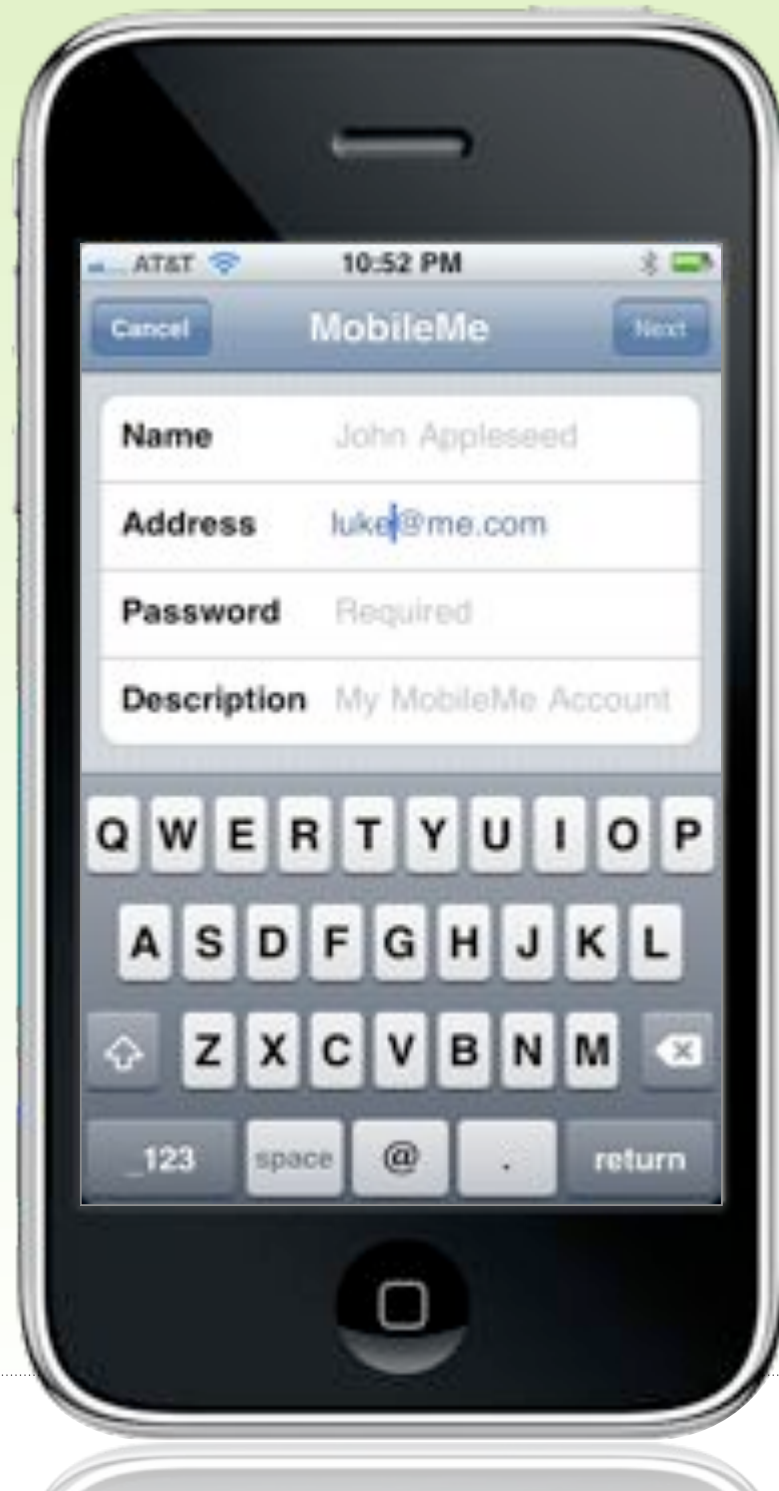 AT&T 10:52 PM
Cancel MobileMe Next
Name John Appleseed
Address luke@me.com
Password Required
Description My MobileMe Account
Q W E R T Y U I O P
A S D F G H J K L
Z X C V B N M
_123 space @ . return